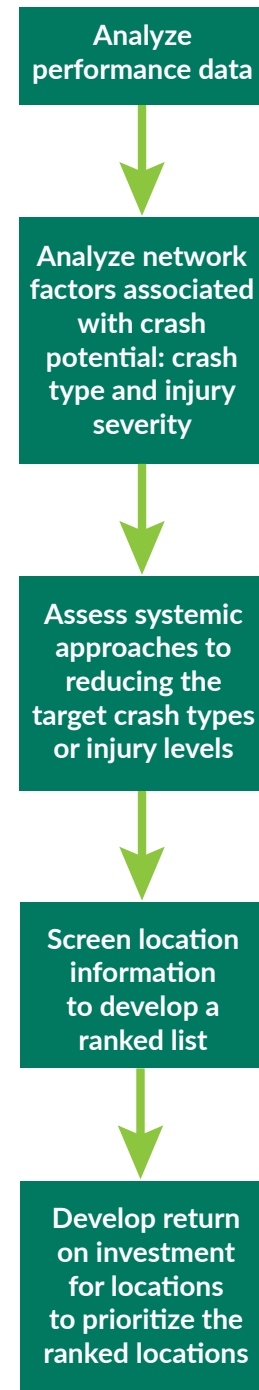 Analyze
performance data
Analyze network
factors associated
with crash
potential: crash
type and injury
severity
Assess systemic
approaches to
reducing the
target crash types
or injury levels
Screen location
information
to develop a
ranked list
Develop return
on investment
for locations
to prioritize the
ranked locations